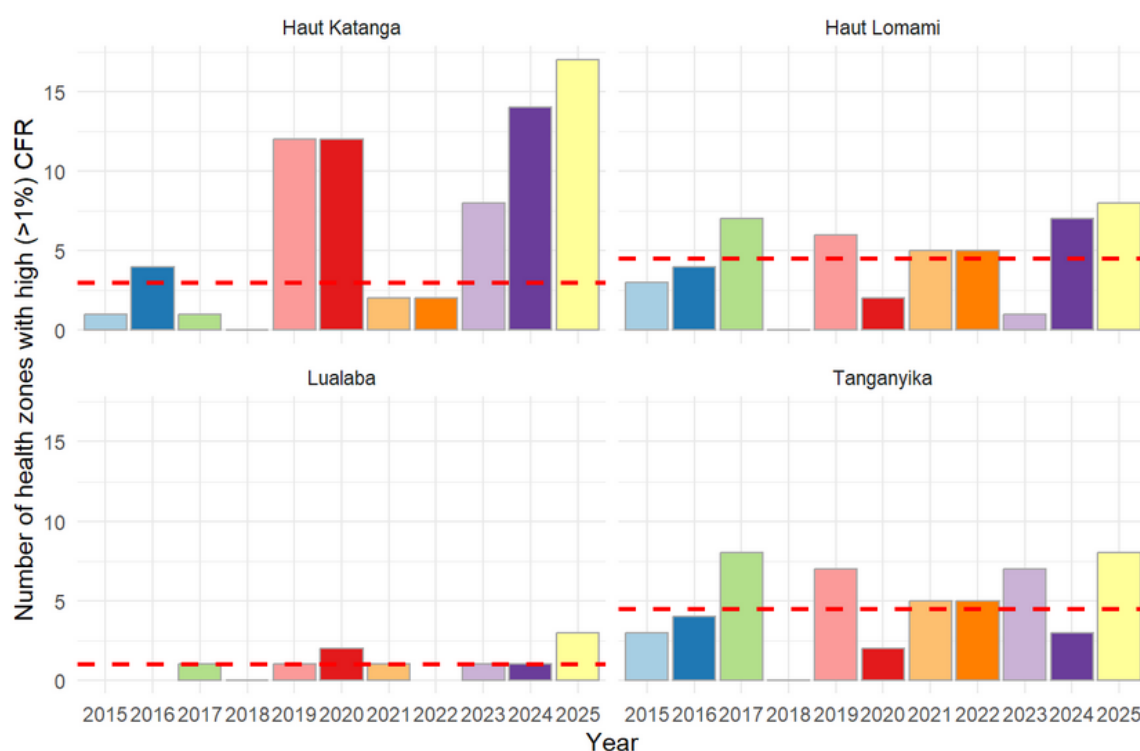 Haut Katanga
Haut Lomami
15
10
5
0
Lualaba
Tanganyika
15
10
5
0
Number of health zones with high (>1%) CFR
2015 2016 2017 2018 2019 2020 2021 2022 2023 2024 2025
2015 2016 2017 2018 2019 2020 2021 2022 2023 2024 2025
Year